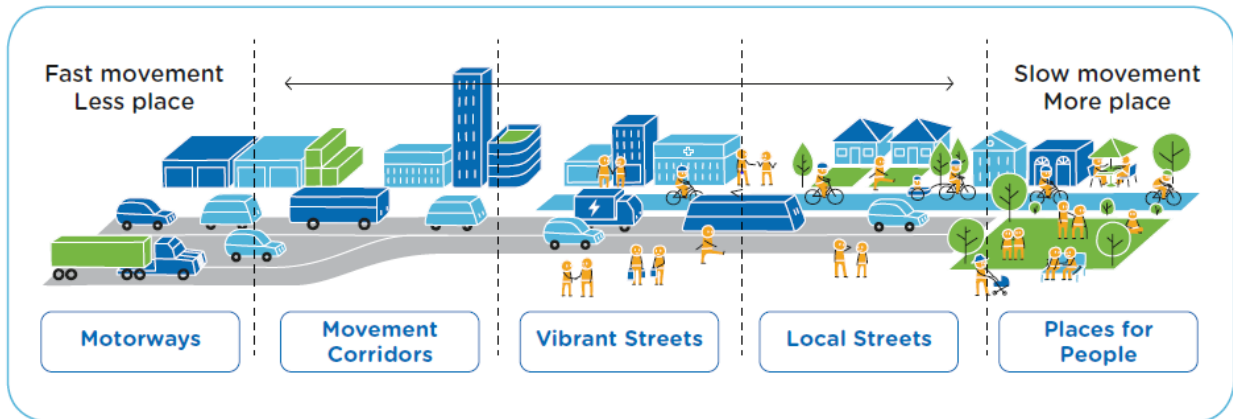 Fast movement
Less place
Slow movement
More place
Motorways
Movement
Corridors
Vibrant Streets
Local Streets
Places for
People